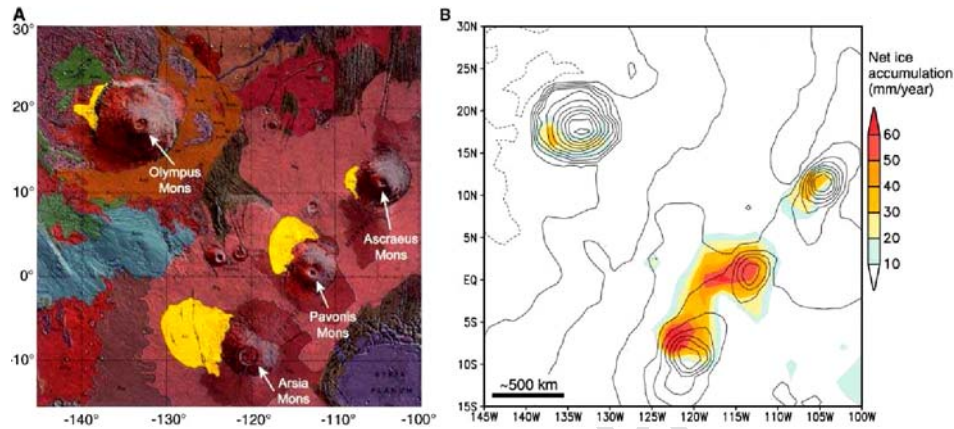 A
30°
20°
10°
0°
-10°
-140
-130
-120
-110
-100
Olympus
Mons
Ascraeus
Mons
Pavonis
Mons
Arsia
Mons
B
30N
25N
20N
15N
10N
5N
EQ
5S
10S
15S
145W
140W
135W
130W
125W
120W
115W
110W
105W
100W
~500 km
Net ice
accumulation
(mm/year)
60
50
40
30
20
10